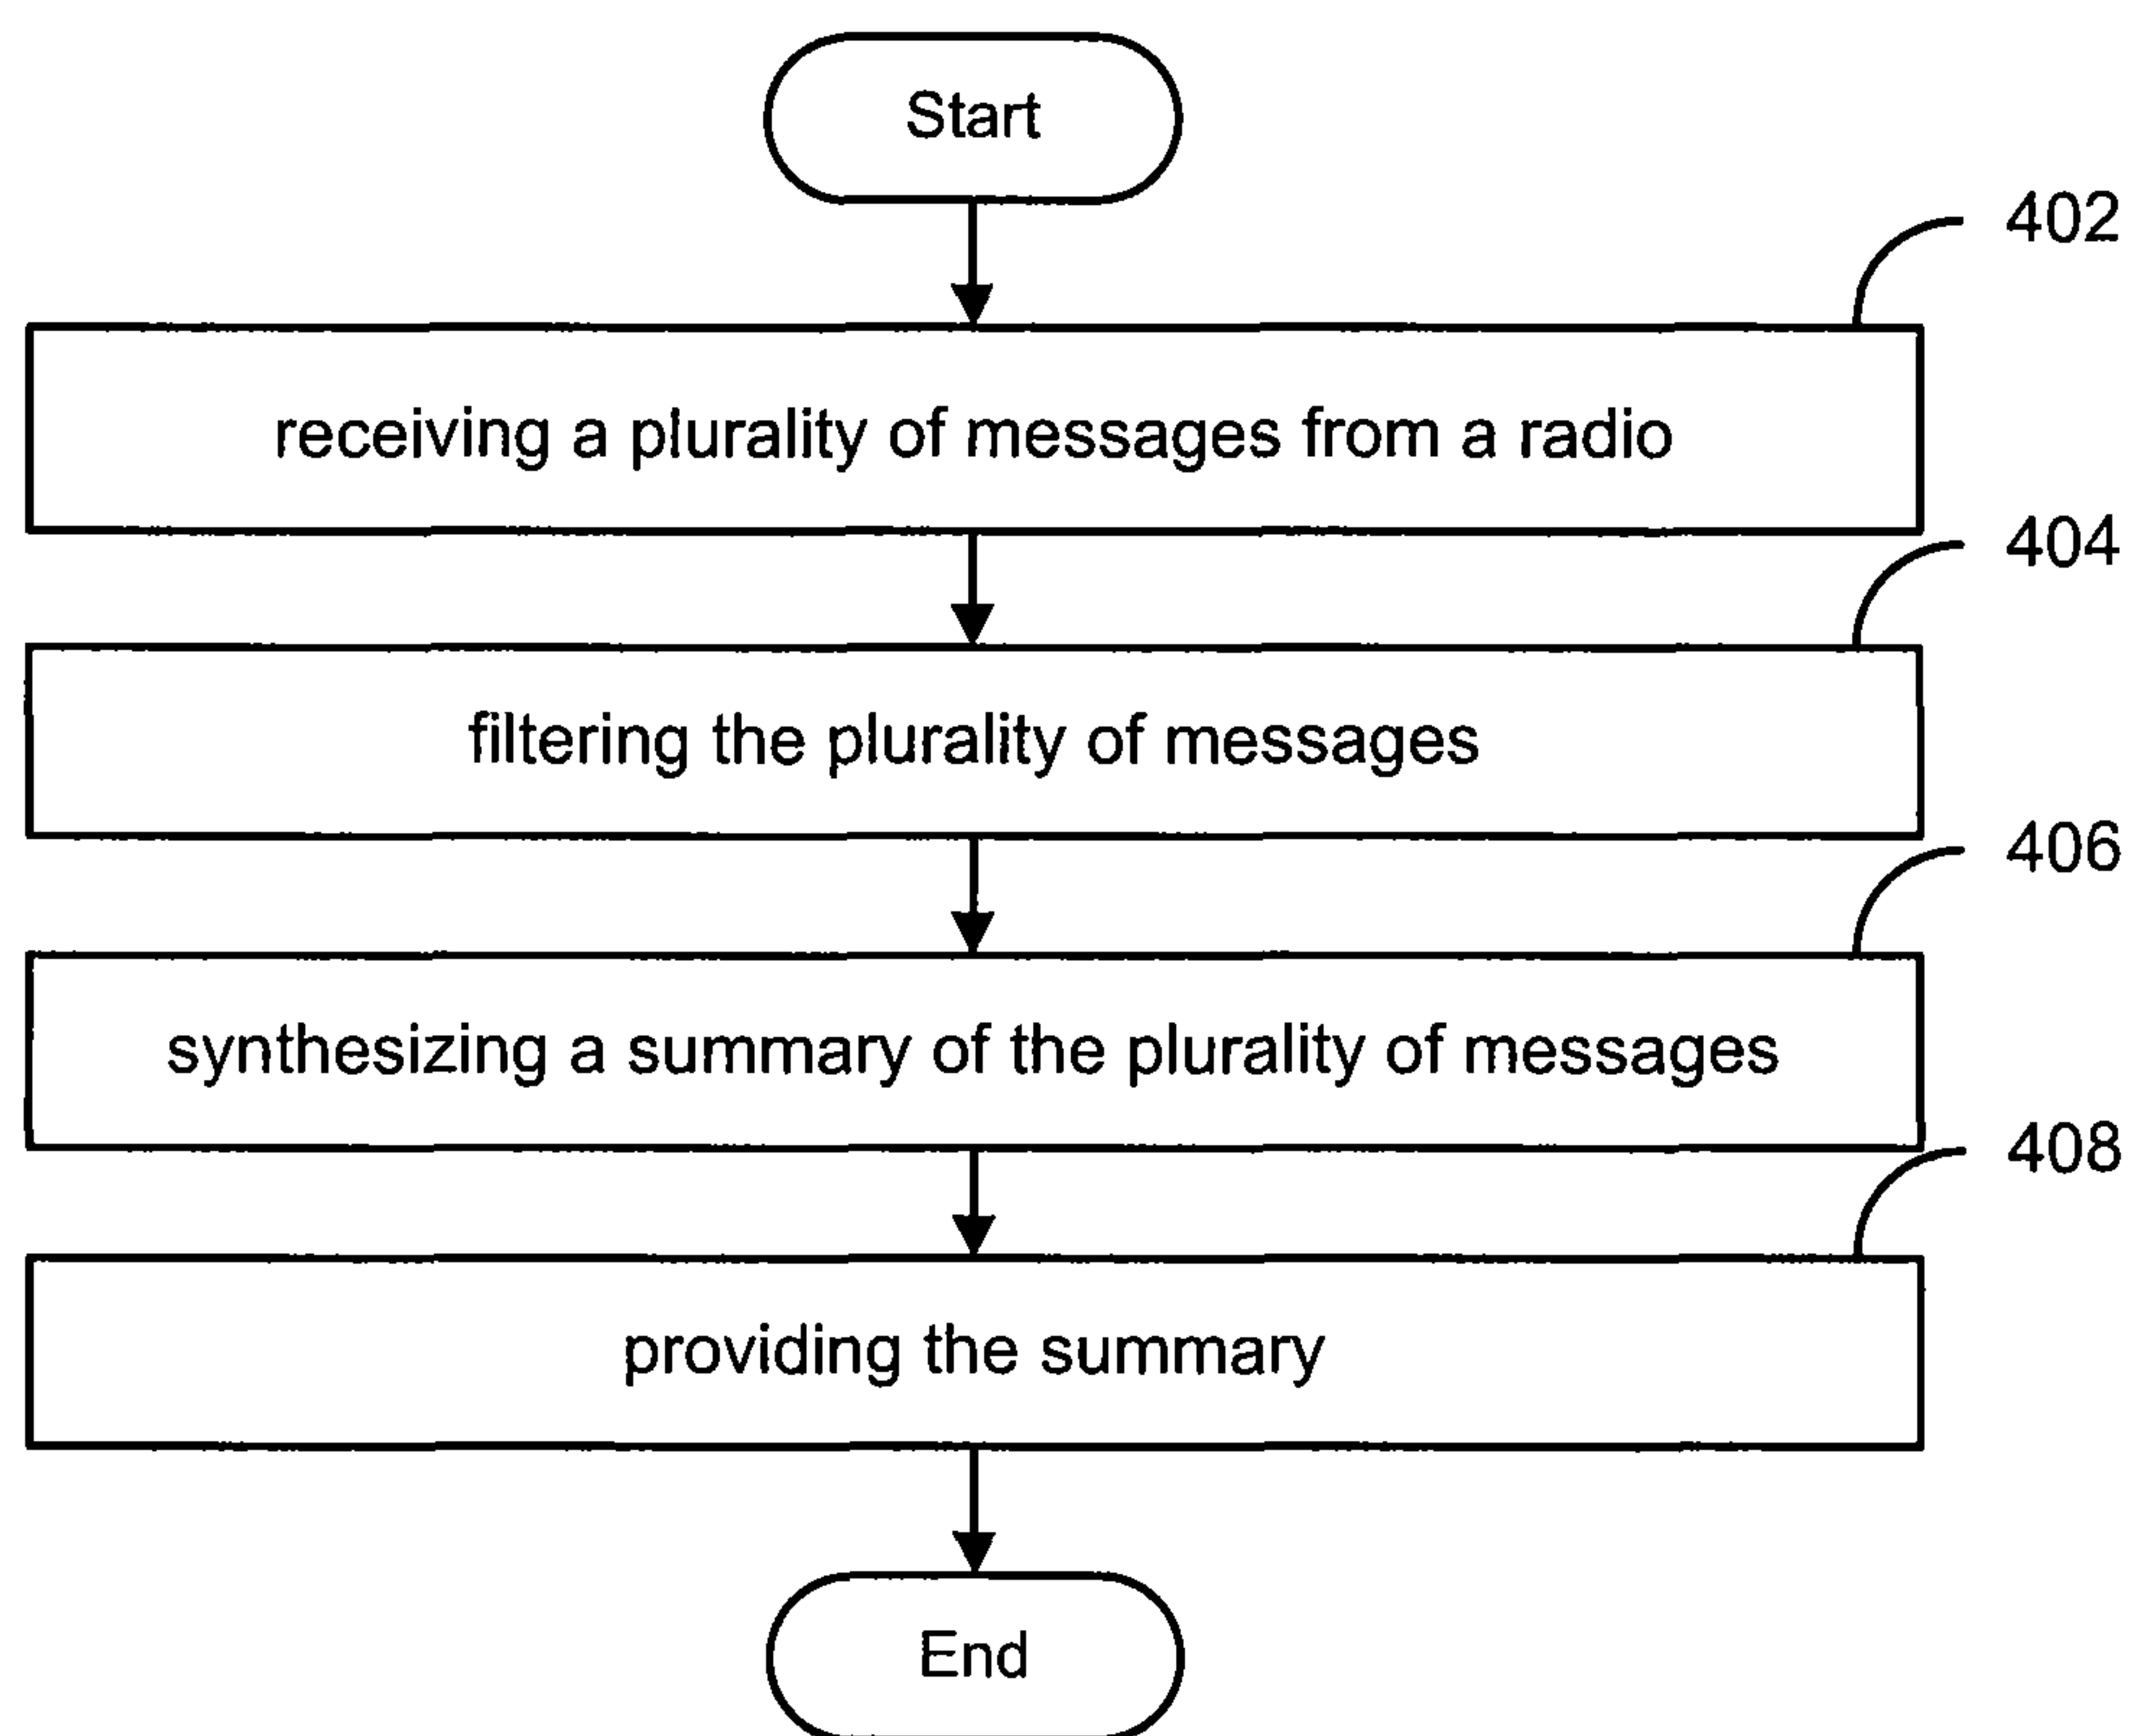 Start
402
receiving a plurality of messages from a radio
404
filtering the plurality of messages
406
synthesizing a summary of the plurality of messages
408
providing the summary
End